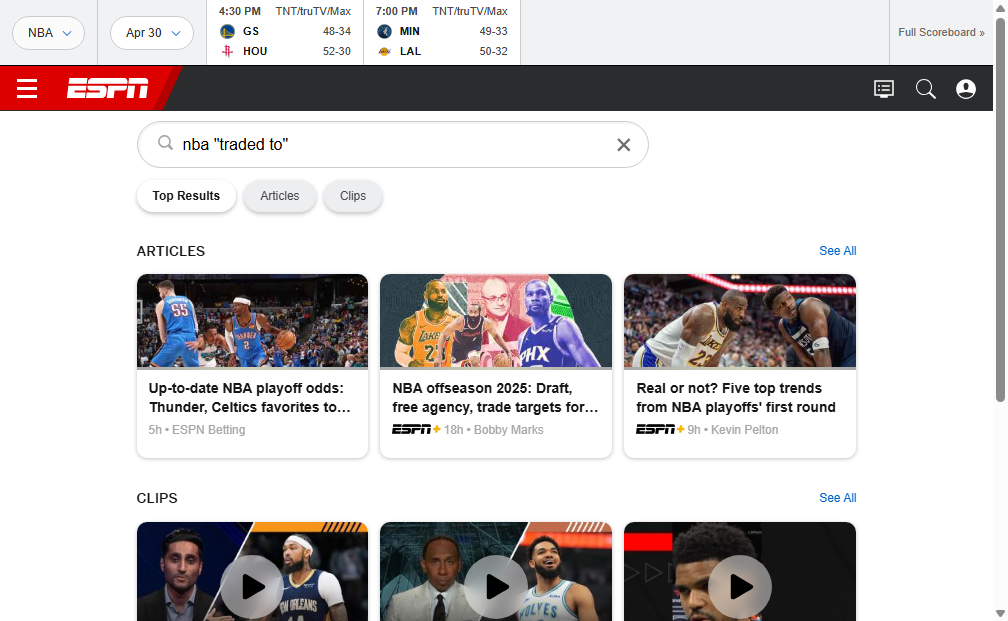 NBA
Apr 30
4:30 PM TNT/truTV/Max
GS 48-34
HOU 52-30
7:00 PM TNT/truTV/Max
MIN 49-33
LAL 50-32
Full Scoreboard »
ESPN
nba "traded to"
Top Results
Articles
Clips
ARTICLES
See All
55
2
Up-to-date NBA playoff odds:
Thunder, Celtics favorites to…
5h • ESPN Betting
NBA offseason 2025: Draft,
free agency, trade targets for…
ESPN+ 18h • Bobby Marks
Real or not? Five top trends
from NBA playoffs' first round
ESPN+ 9h • Kevin Pelton
CLIPS
See All